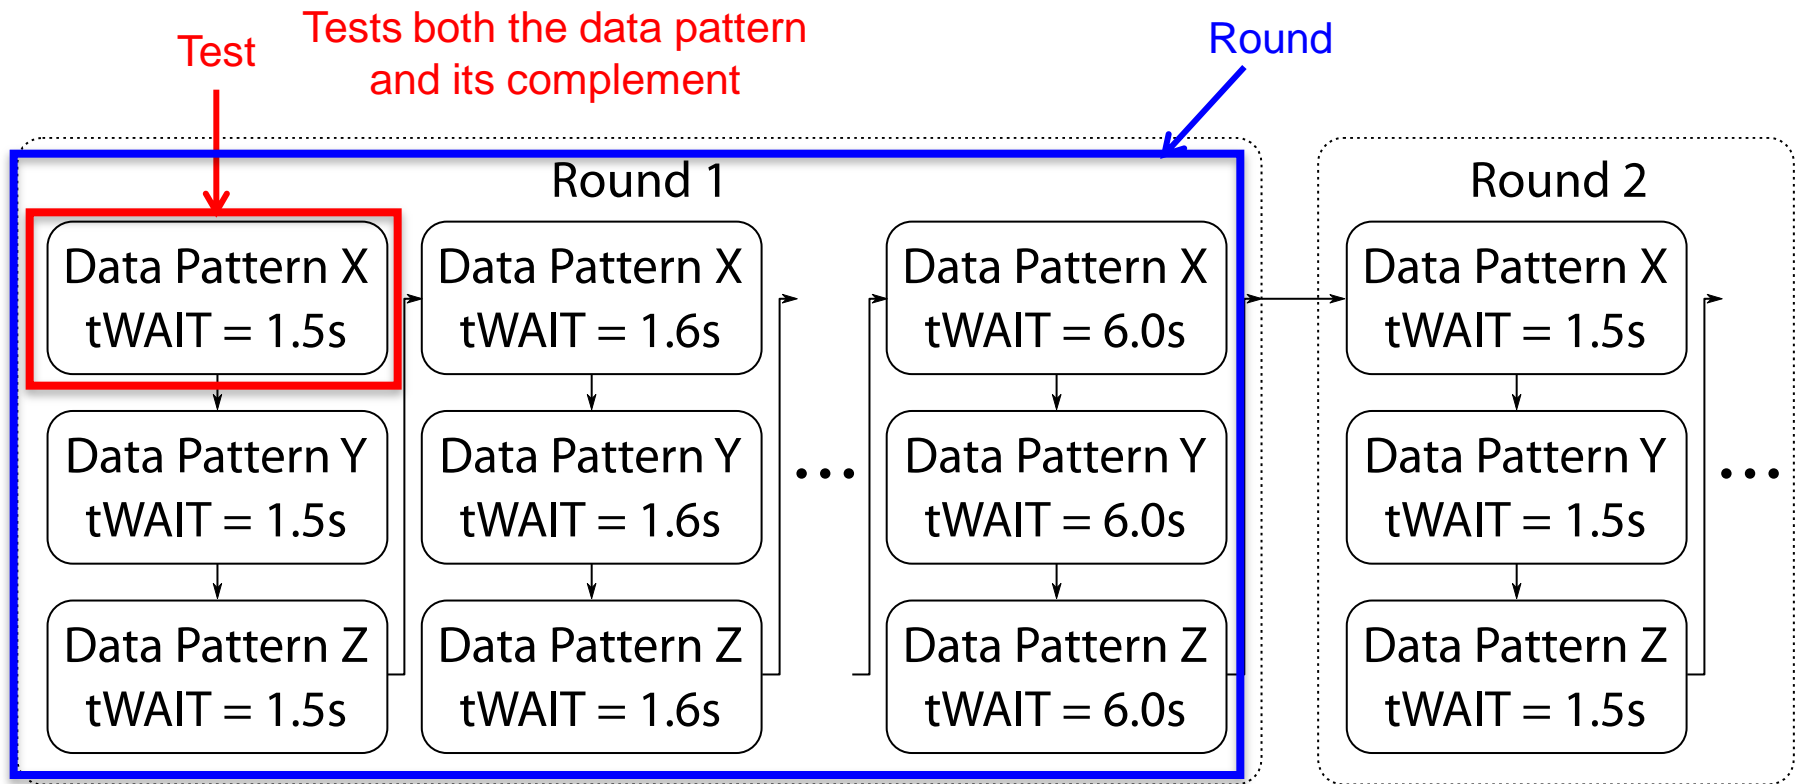 Test
Tests both the data pattern
and its complement
Round
Round 1
Data Pattern X
tWAIT = 1.5s
Data Pattern Y
tWAIT = 1.5s
Data Pattern Z
tWAIT = 1.5s
Data Pattern X
tWAIT = 1.6s
Data Pattern Y
tWAIT = 1.6s
Data Pattern Z
tWAIT = 1.6s
...
Data Pattern X
tWAIT = 6.0s
Data Pattern Y
tWAIT = 6.0s
Data Pattern Z
tWAIT = 6.0s
Round 2
Data Pattern X
tWAIT = 1.5s
Data Pattern Y
tWAIT = 1.5s
Data Pattern Z
tWAIT = 1.5s
...